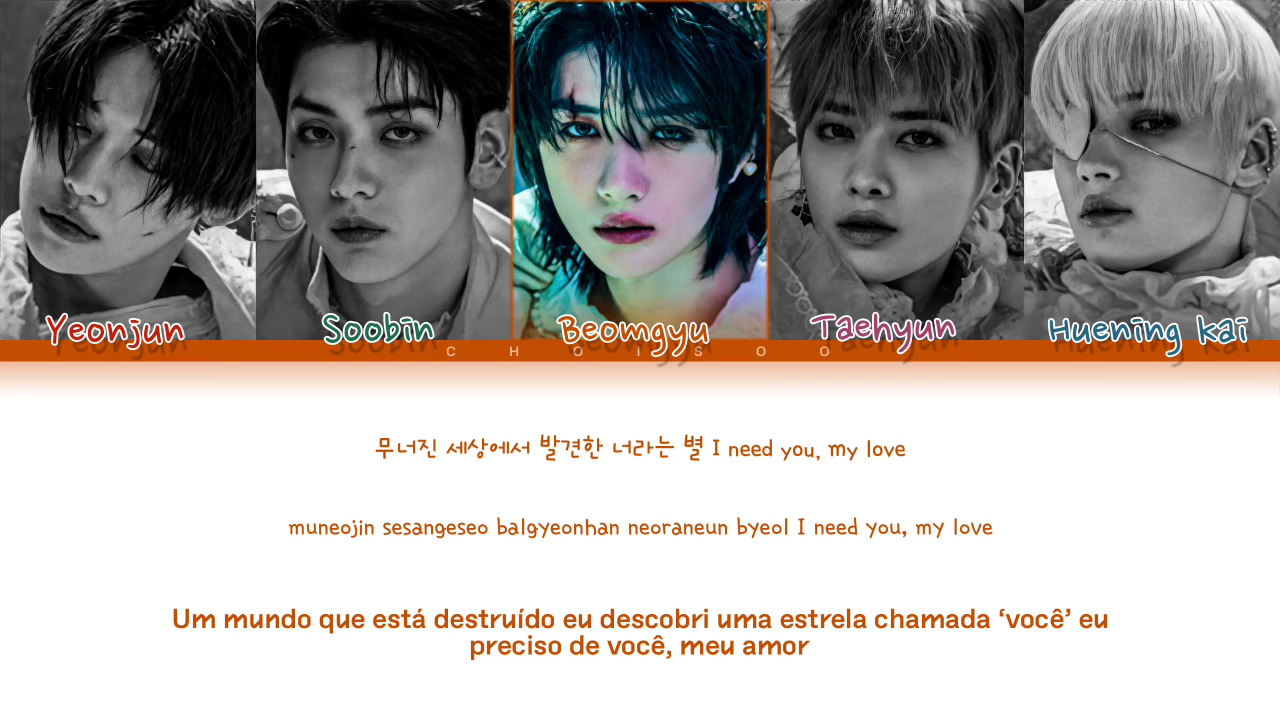 Yeonjun Soobin Beomgyu Taehyun Huening kai
C H O I S O O
무너진 세상에서 발견한 너라는 별 I need you, my love
muneojin sesangeseo balgyeonhan neoraneun byeol I need you, my love
Um mundo que está destruído eu descobri uma estrela chamada ‘você’ eu
preciso de você, meu amor